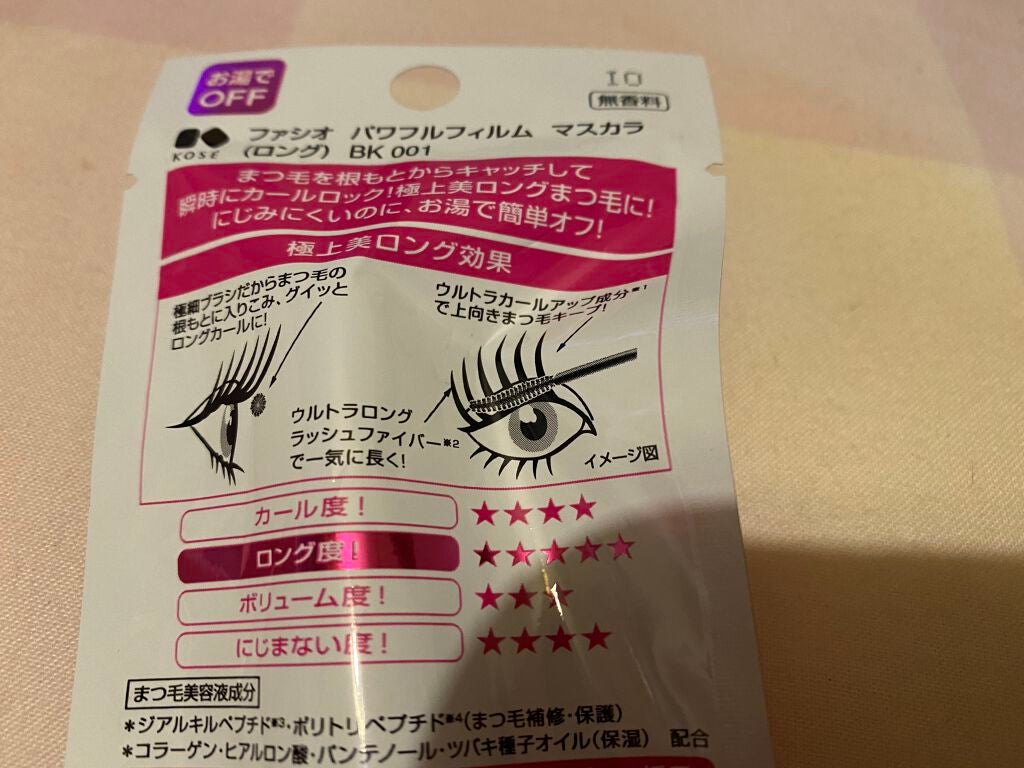 お湯で
OFF
IO
無香料
KOSÉ
ファシオ パワフルフィルム マスカラ
(ロング) BK 001
まつ毛を根もとからキャッチして
瞬時にカールロック!極上美ロングまつ毛に!
にじみにくいのに、お湯で簡単オフ!
極上美ロング効果
極細ブラシだからまつ毛の
根もとに入りこみ、グイッと
ロングカールに!
ウルトラカールアップ成分※1
で上向きまつ毛キープ!
ウルトラロング
ラッシュファイバー※2
で一気に長く!
イメージ図
カール度! ★★★★
ロング度! ★★★★★
ボリューム度! ★★★
にじまない度! ★★★★
まつ毛美容液成分
*ジアルキルペプチド※3・ポリトリペプチド※4(まつ毛補修・保護)
*コラーゲン・ヒアルロン酸・パンテノール・ツバキ種子オイル(保湿) 配合